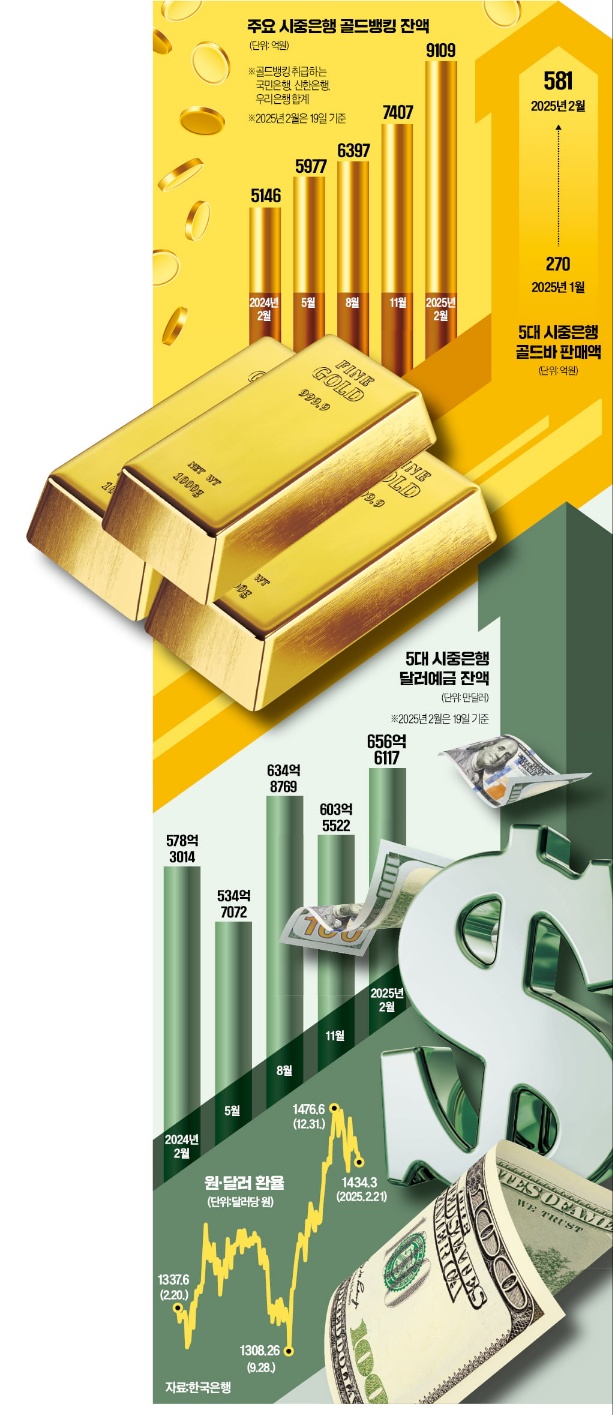 주요 시중은행 골드뱅킹 잔액
(단위: 억원)
※골드뱅킹 취급하는
국민은행, 신한은행,
우리은행 합계
※2025년 2월은 19일 기준
5146
5977
6397
7407
9109
2024년
2월
5월
8월
11월
2025년
2월
581
2025년 2월
270
2025년 1월
5대 시중은행
골드바 판매액
(단위: 억원)
FINE
GOLD
999.9
NET WT
1000g
INE
OLD
99.9
WT
00g
5대 시중은행
달러예금 잔액
(단위:만달러)
※2025년 2월은 19일 기준
578억
3014
534억
7072
634억
8769
603억
5522
656억
6117
2024년
2월
5월
8월
11월
2025년
2월
100
원·달러 환율
(단위:달러당 원)
1337.6
(2.20.)
1308.26
(9.28.)
1476.6
(12.31.)
1434.3
(2025.2.21)
$
WE TRUST
100
100
자료:한국은행